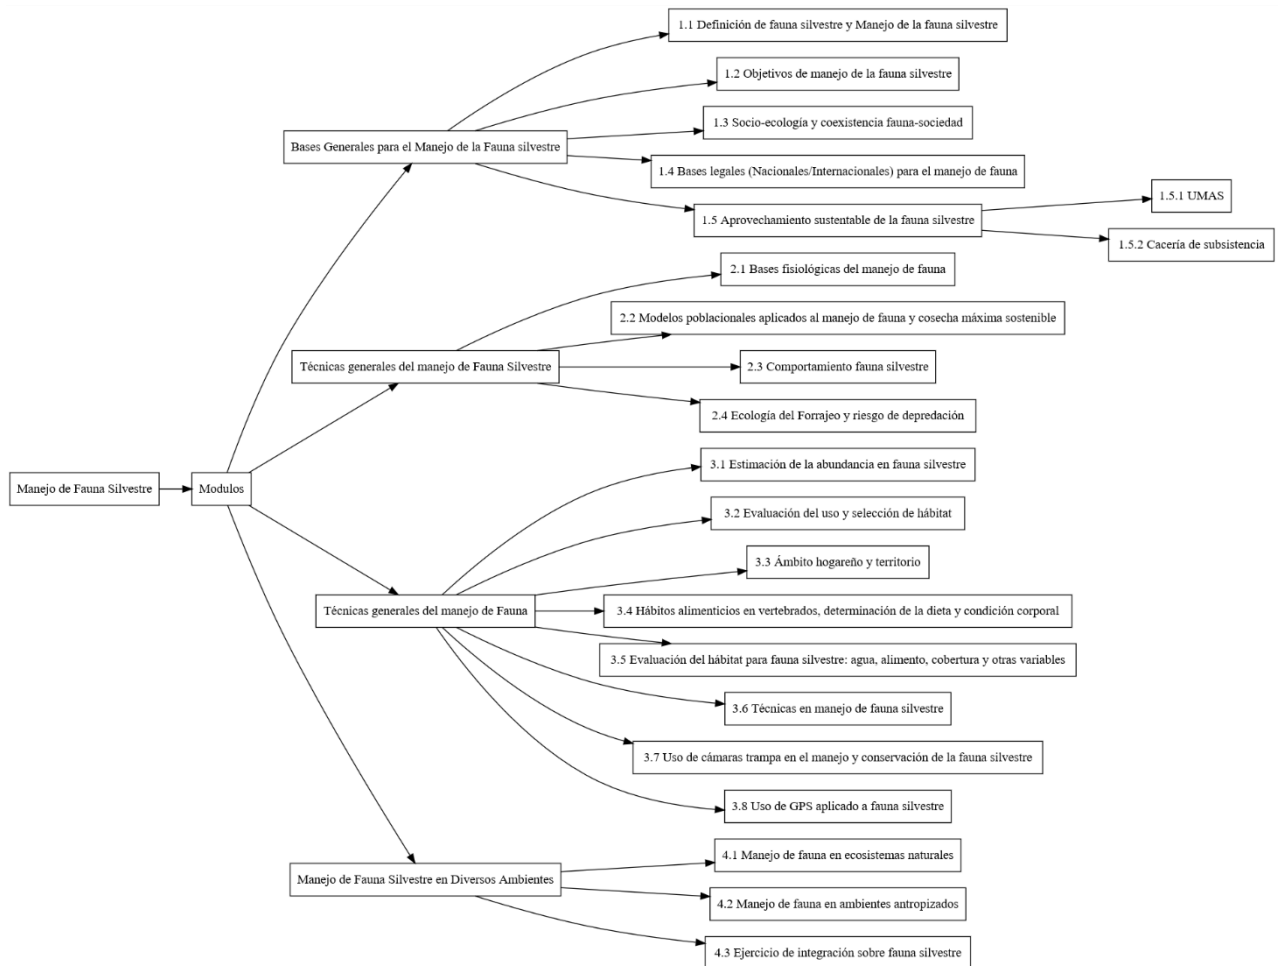 Manejo de Fauna Silvestre
Modulos
Bases Generales para el Manejo de la Fauna silvestre
1.1 Definición de fauna silvestre y Manejo de la fauna silvestre
1.2 Objetivos de manejo de la fauna silvestre
1.3 Socio-ecología y coexistencia fauna-sociedad
1.4 Bases legales (Nacionales/Internacionales) para el manejo de fauna
1.5 Aprovechamiento sustentable de la fauna silvestre
1.5.1 UMAS
1.5.2 Cacería de subsistencia
Técnicas generales del manejo de Fauna Silvestre
2.1 Bases fisiológicas del manejo de fauna
2.2 Modelos poblacionales aplicados al manejo de fauna y cosecha máxima sostenible
2.3 Comportamiento fauna silvestre
2.4 Ecología del Forrajeo y riesgo de depredación
Técnicas generales del manejo de Fauna
3.1 Estimación de la abundancia en fauna silvestre
3.2 Evaluación del uso y selección de hábitat
3.3 Ámbito hogareño y territorio
3.4 Hábitos alimenticios en vertebrados, determinación de la dieta y condición corporal
3.5 Evaluación del hábitat para fauna silvestre: agua, alimento, cobertura y otras variables
3.6 Técnicas en manejo de fauna silvestre
3.7 Uso de cámaras trampa en el manejo y conservación de la fauna silvestre
3.8 Uso de GPS aplicado a fauna silvestre
Manejo de Fauna Silvestre en Diversos Ambientes
4.1 Manejo de fauna en ecosistemas naturales
4.2 Manejo de fauna en ambientes antropizados
4.3 Ejercicio de integración sobre fauna silvestre